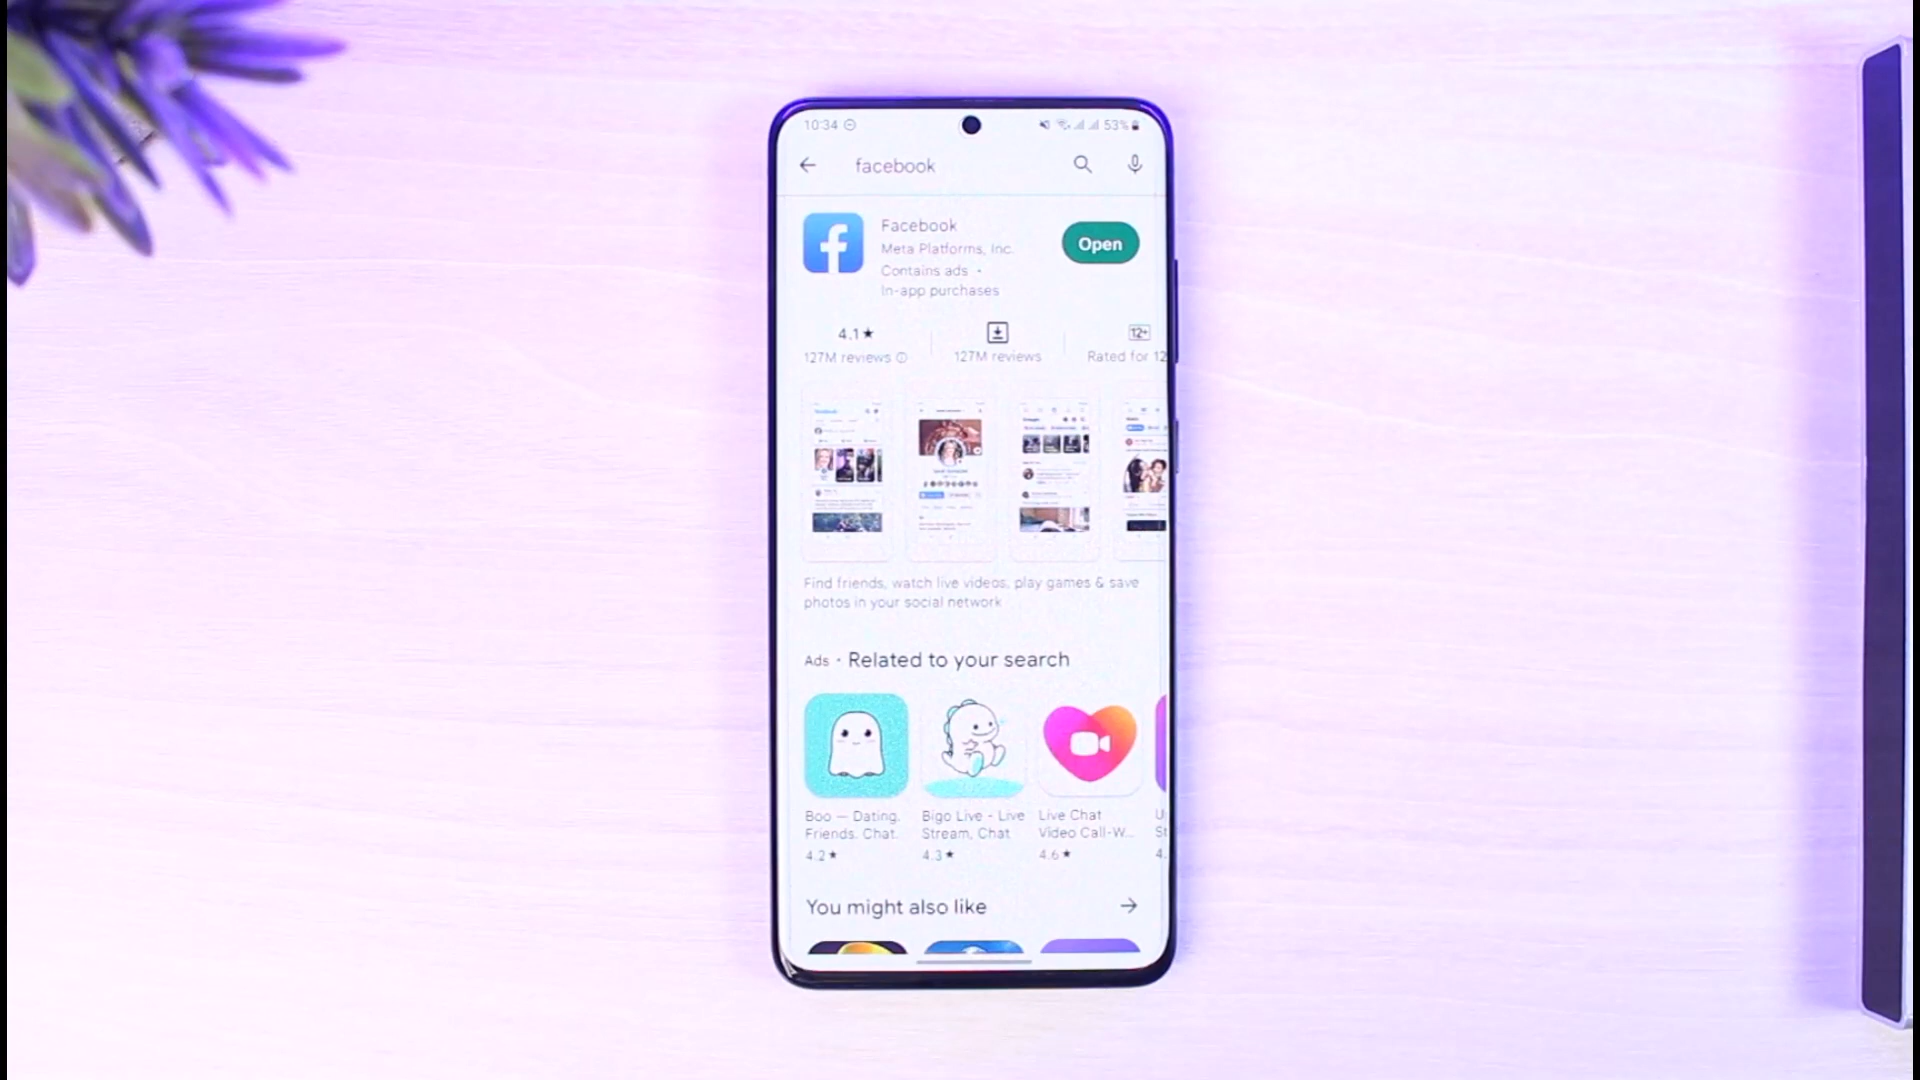 10:34 53%
facebook
Facebook
Meta Platforms, Inc.
Contains ads •
In-app purchases
Open
4.1★
12+
127M reviews
127M reviews
Rated for 12
Find friends, watch live videos, play games & save
photos in your social network
Ads • Related to your search
Boo — Dating.
Friends. Chat.
4.2★
Bigo Live - Live
Stream, Chat
4.3★
Live Chat
Video Call-W...
4.6★
U
St
4.
You might also like